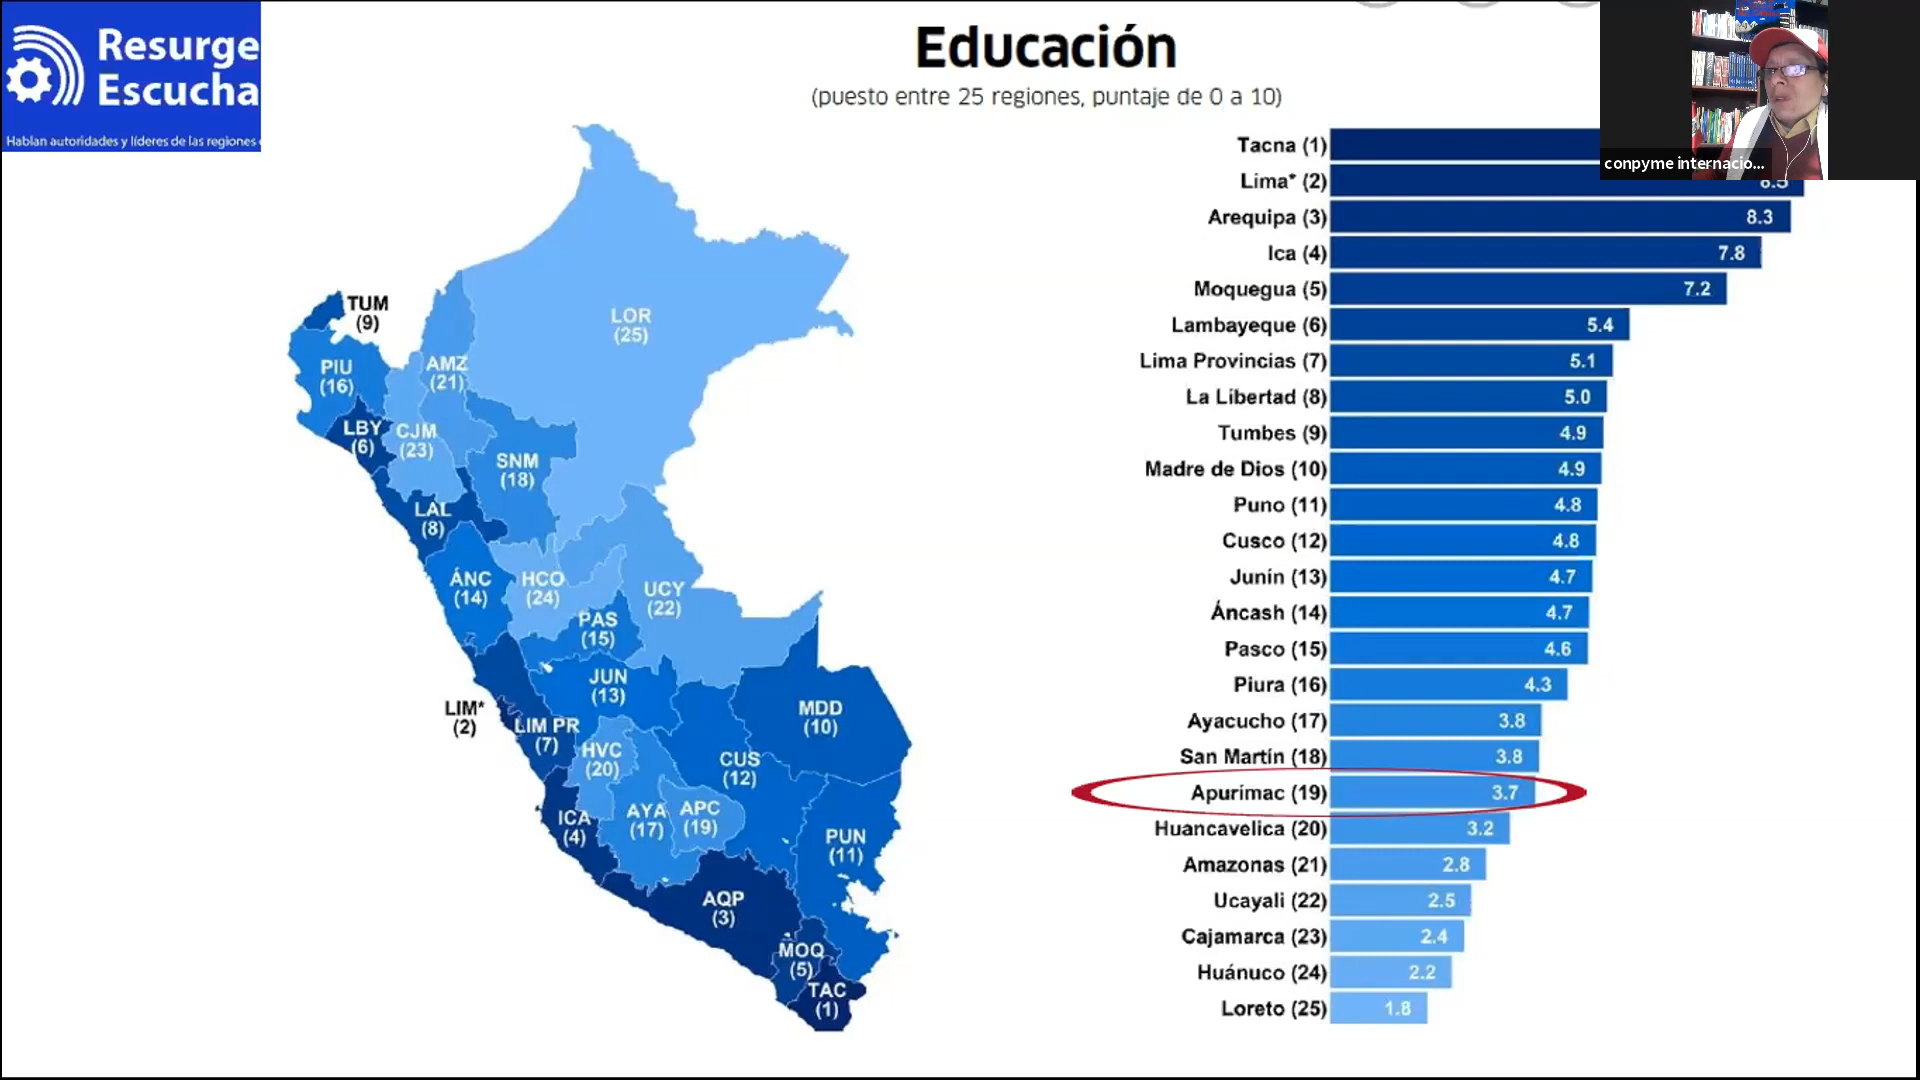 Resurge
Escucha
Hablan autoridades y líderes de las regiones
Educación
(puesto entre 25 regiones, puntaje de 0 a 10)
conpyme internacio...
TUM
(9)
PIU
(16)
LBY
(6)
AMZ
(21)
CJM
(23)
LOR
(25)
SNM
(18)
LAL
(8)
ÁNC
(14)
HCO
(24)
UCY
(22)
PAS
(15)
JUN
(13)
LIM*
(2)
LIM PR
(7)
HVC
(20)
MDD
(10)
CUS
(12)
ICA
(4)
AYA
(17)
APC
(19)
PUN
(11)
AQP
(3)
MOQ
(5)
TAC
(1)
Tacna (1)
Lima* (2) 8.5
Arequipa (3) 8.3
Ica (4) 7.8
Moquegua (5) 7.2
Lambayeque (6) 5.4
Lima Provincias (7) 5.1
La Libertad (8) 5.0
Tumbes (9) 4.9
Madre de Dios (10) 4.9
Puno (11) 4.8
Cusco (12) 4.8
Junín (13) 4.7
Áncash (14) 4.7
Pasco (15) 4.6
Piura (16) 4.3
Ayacucho (17) 3.8
San Martín (18) 3.8
Apurímac (19) 3.7
Huancavelica (20) 3.2
Amazonas (21) 2.8
Ucayali (22) 2.5
Cajamarca (23) 2.4
Huánuco (24) 2.2
Loreto (25) 1.8